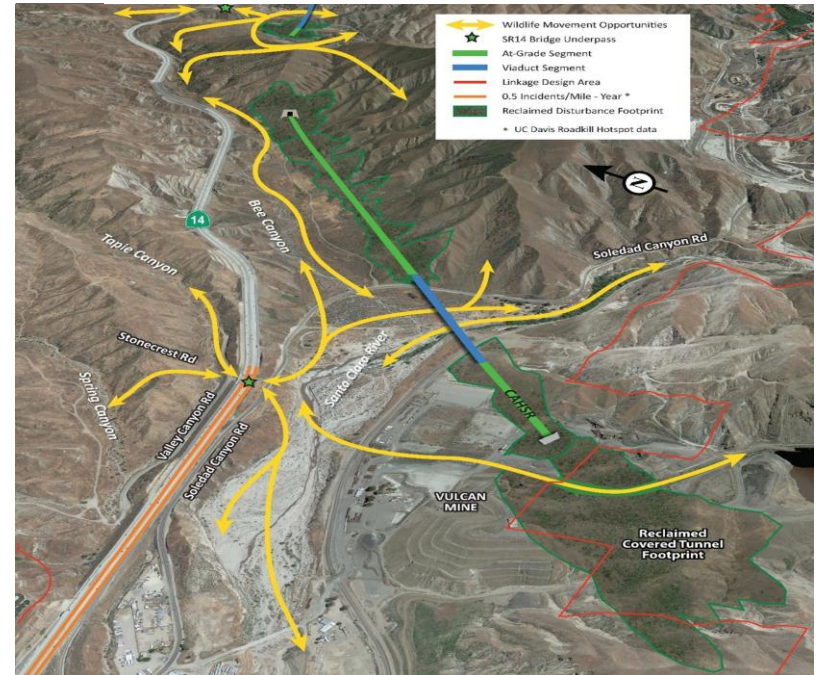 Wildlife Movement Opportunities
SR14 Bridge Underpass
At-Grade Segment
Viaduct Segment
Linkage Design Area
0.5 Incidents/Mile - Year *
Reclaimed Disturbance Footprint
* UC Davis Roadkill Hotspot data
N
14
Bee Canyon
Soledad Canyon Rd
Tapie Canyon
Stonecrest Rd
Spring Canyon
Valley Canyon Rd
Soledad Canyon Rd
Santa Clara River
CAHSR
VULCAN
MINE
Reclaimed
Covered Tunnel
Footprint